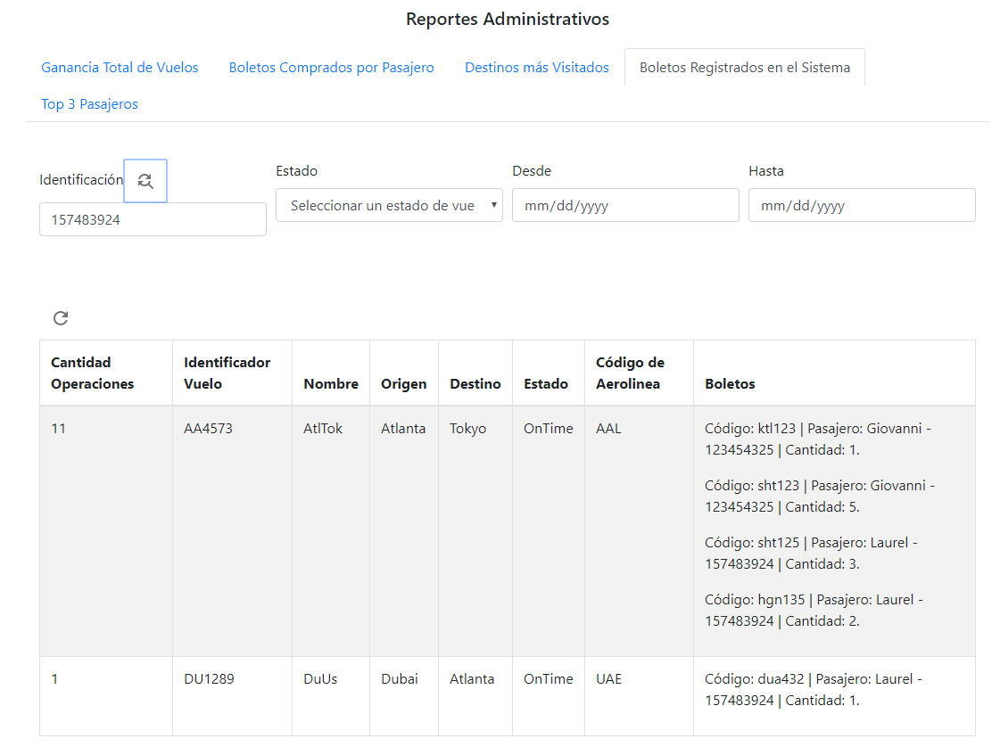 Reportes Administrativos
Ganancia Total de Vuelos Boletos Comprados por Pasajero Destinos más Visitados Boletos Registrados en el Sistema
Top 3 Pasajeros
Identificación Estado Desde Hasta
157483924 Seleccionar un estado de vue mm/dd/yyyy mm/dd/yyyy
Cantidad Operaciones Identificador Vuelo Nombre Origen Destino Estado Código de Aerolinea Boletos
11 AA4573 AtlTok Atlanta Tokyo OnTime AAL Código: ktl123 | Pasajero: Giovanni -
123454325 | Cantidad: 1.
Código: sht123 | Pasajero: Giovanni -
123454325 | Cantidad: 5.
Código: sht125 | Pasajero: Laurel -
157483924 | Cantidad: 3.
Código: hgn135 | Pasajero: Laurel -
157483924 | Cantidad: 2.
1 DU1289 DuUs Dubai Atlanta OnTime UAE Código: dua432 | Pasajero: Laurel -
157483924 | Cantidad: 1.